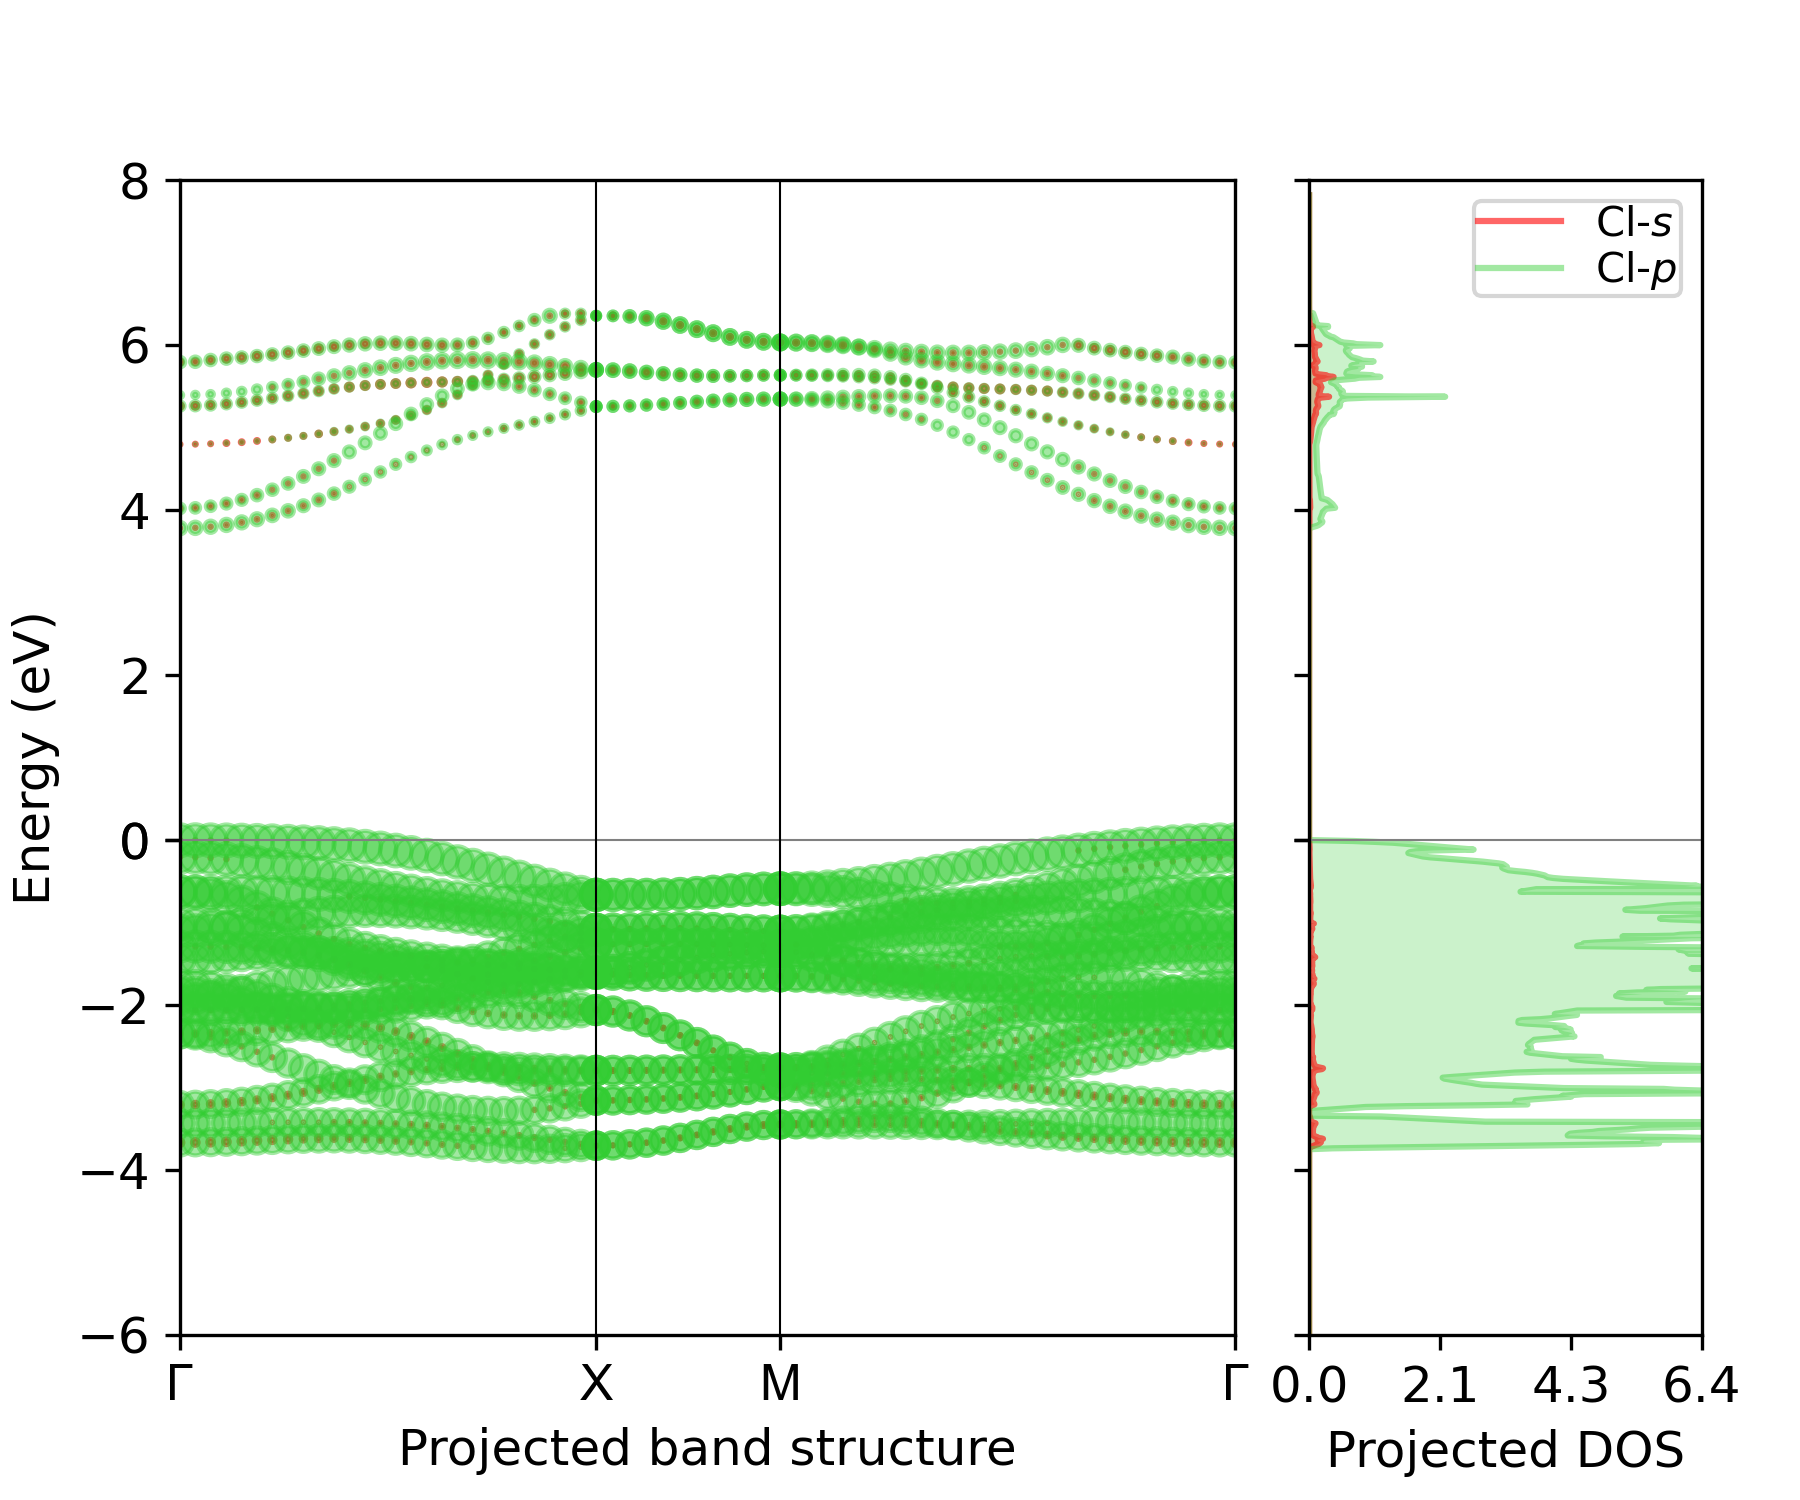 8
6
4
2
0
−2
−4
−6
Energy (eV)
Γ
X
M
Γ
Projected band structure
Cl-s
Cl-p
0.0
2.1
4.3
6.4
Projected DOS